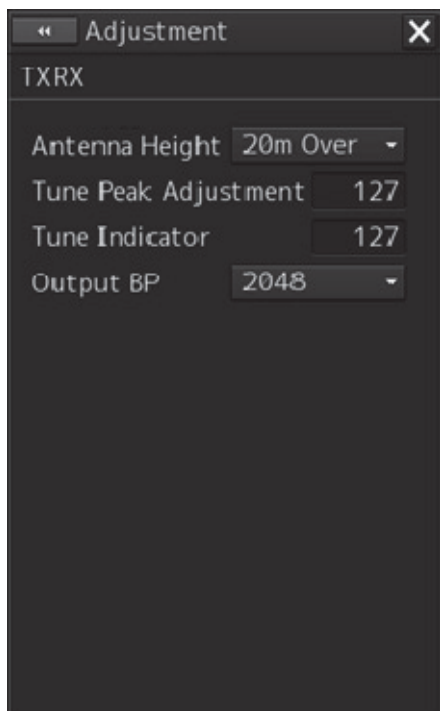 Adjustment
TXRX
Antenna Height 20m Over
Tune Peak Adjustment 127
Tune Indicator 127
Output BP 2048